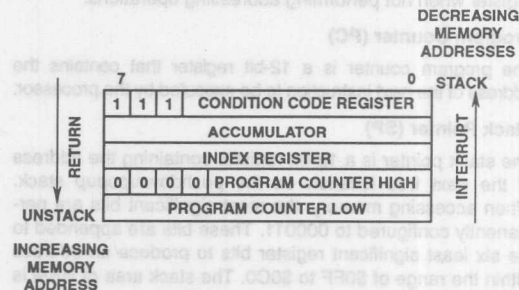 DECREASING
MEMORY
ADDRESSES
7 0 STACK
1 1 1 CONDITION CODE REGISTER
ACCUMULATOR
INDEX REGISTER
0 0 0 0 PROGRAM COUNTER HIGH
PROGRAM COUNTER LOW
RETURN
INTERRUPT
UNSTACK
INCREASING
MEMORY
ADDRESS